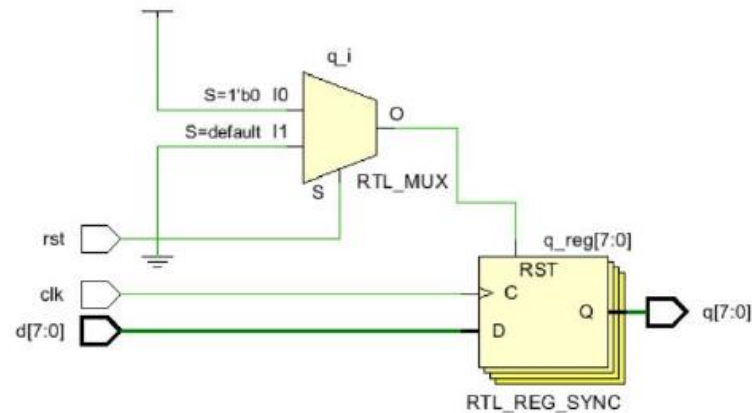 q_i
S=1'b0 I0
O
S=default I1
S
RTL_MUX
rst
q_reg[7:0]
RST
clk
C
Q
q[7:0]
d[7:0]
D
RTL_REG_SYNC